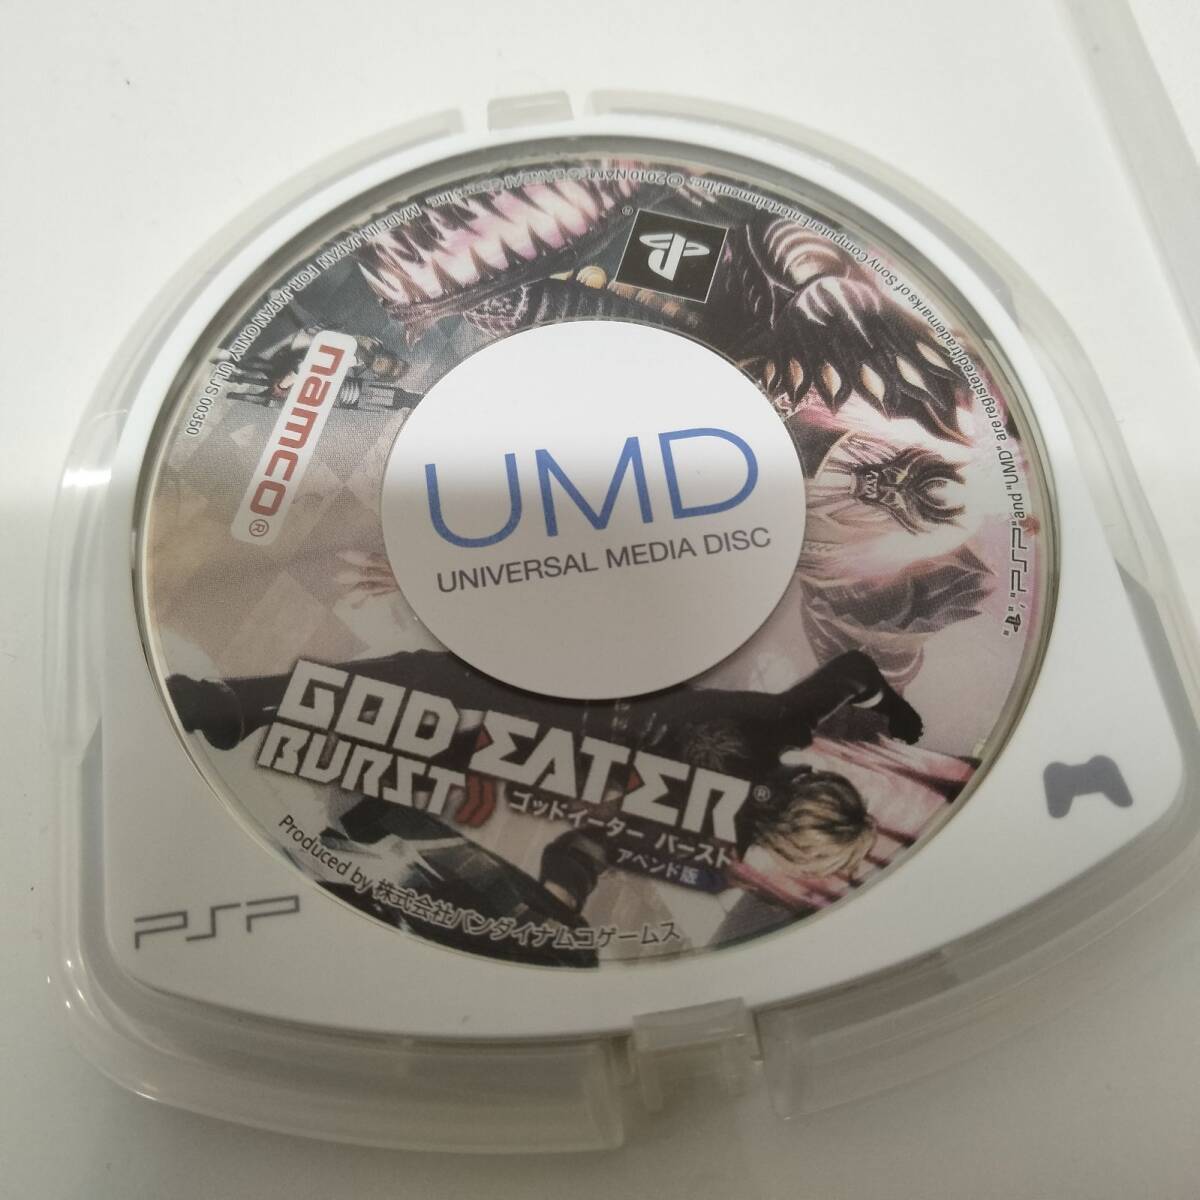 UMD
UNIVERSAL MEDIA DISC
namco®
GOD EATER®
BURST
ゴッドイーター バースト
アペンド版
Produced by 株式会社バンダイナムコゲームス
PSP
® "PSP", "PSP" and "UMD" are registered trademarks of Sony Computer Entertainment Inc. © 2010 NAMCO BANDAI Games Inc. MADE IN JAPAN FOR JAPAN ONLY ULJS 00350